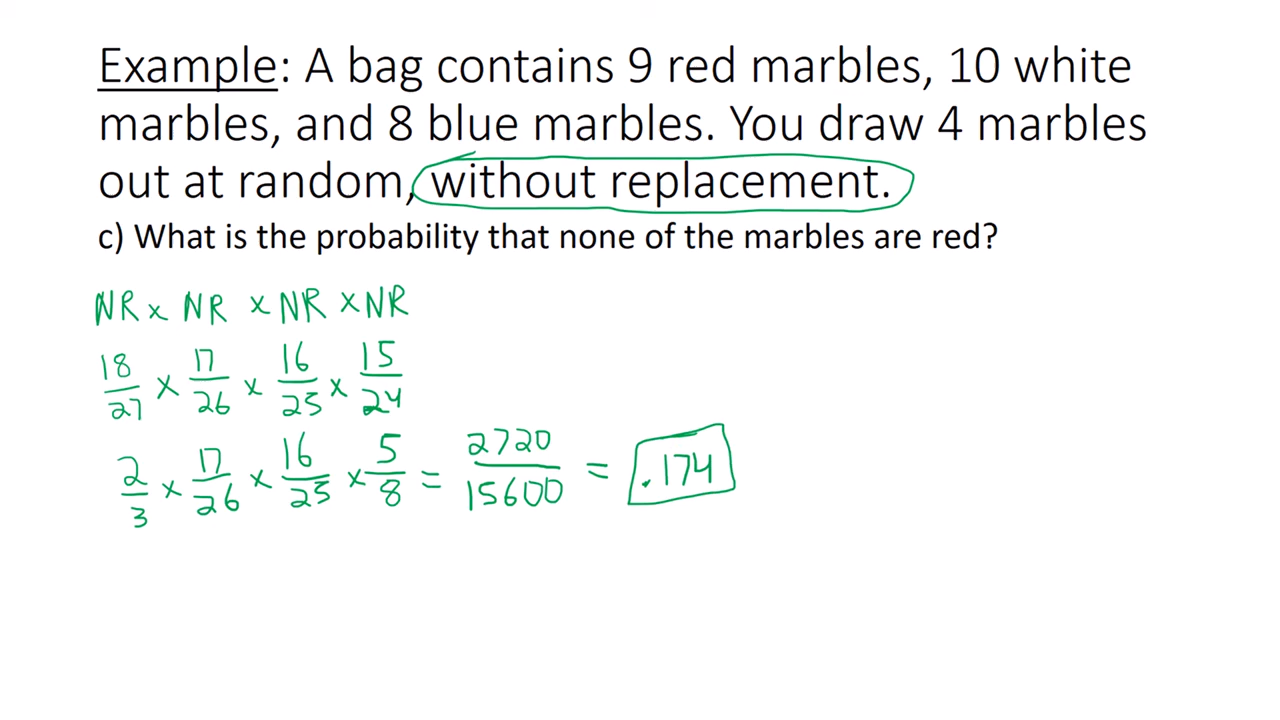 Example: A bag contains 9 red marbles, 10 white
marbles, and 8 blue marbles. You draw 4 marbles
out at random, without replacement.
c) What is the probability that none of the marbles are red?
NR x NR x NR x NR
18/27 x 17/26 x 16/25 x 15/24
2/3 x 17/26 x 16/25 x 5/8 = 2720/15600 = .174